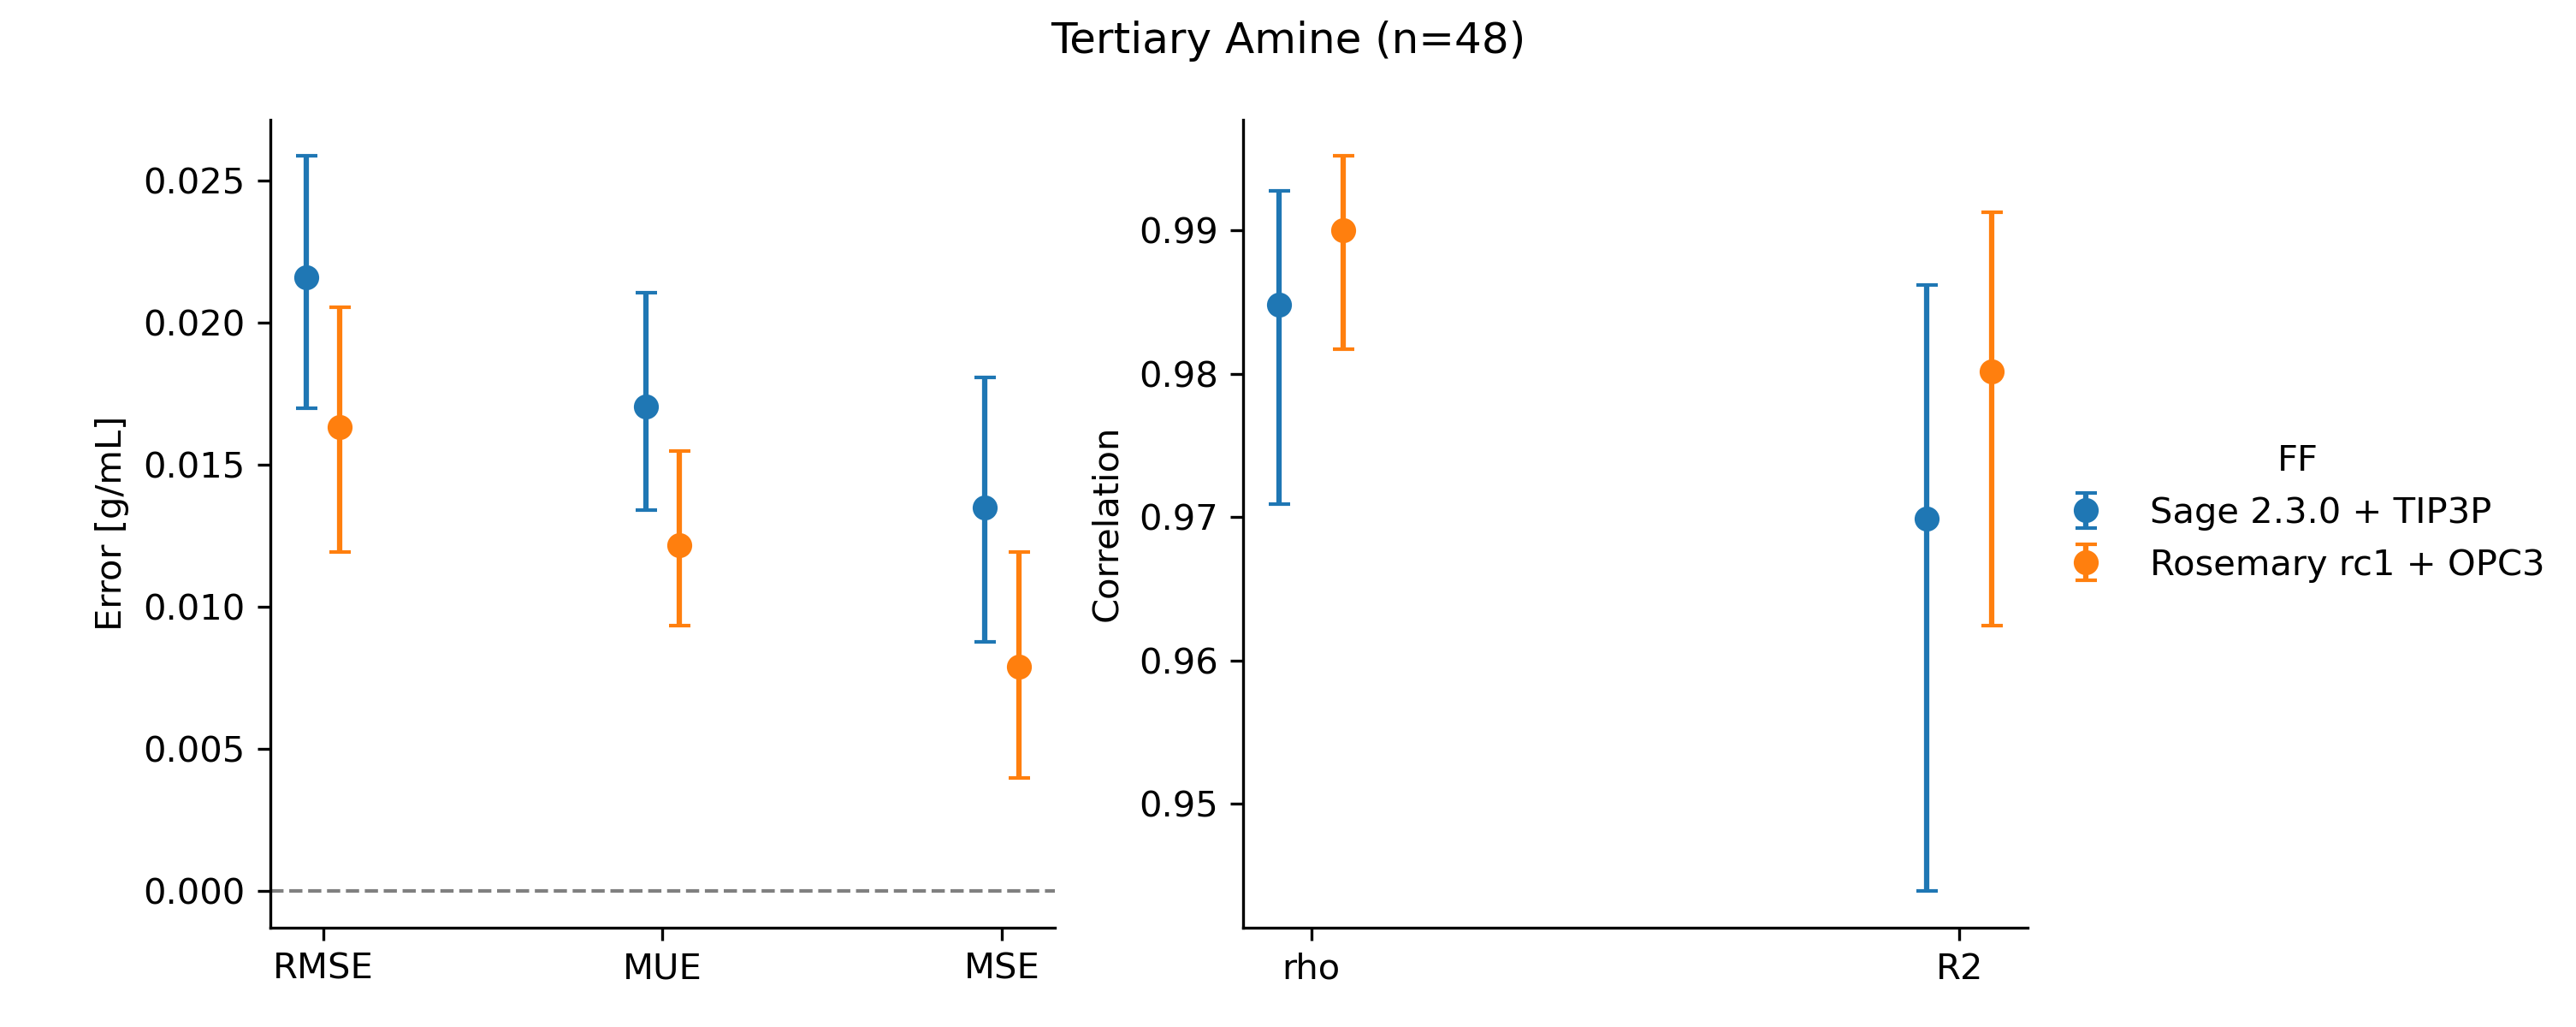 Tertiary Amine (n=48)
Error [g/mL]
0.025
0.020
0.015
0.010
0.005
0.000
RMSE
MUE
MSE
Correlation
0.99
0.98
0.97
0.96
0.95
rho
R2
FF
Sage 2.3.0 + TIP3P
Rosemary rc1 + OPC3